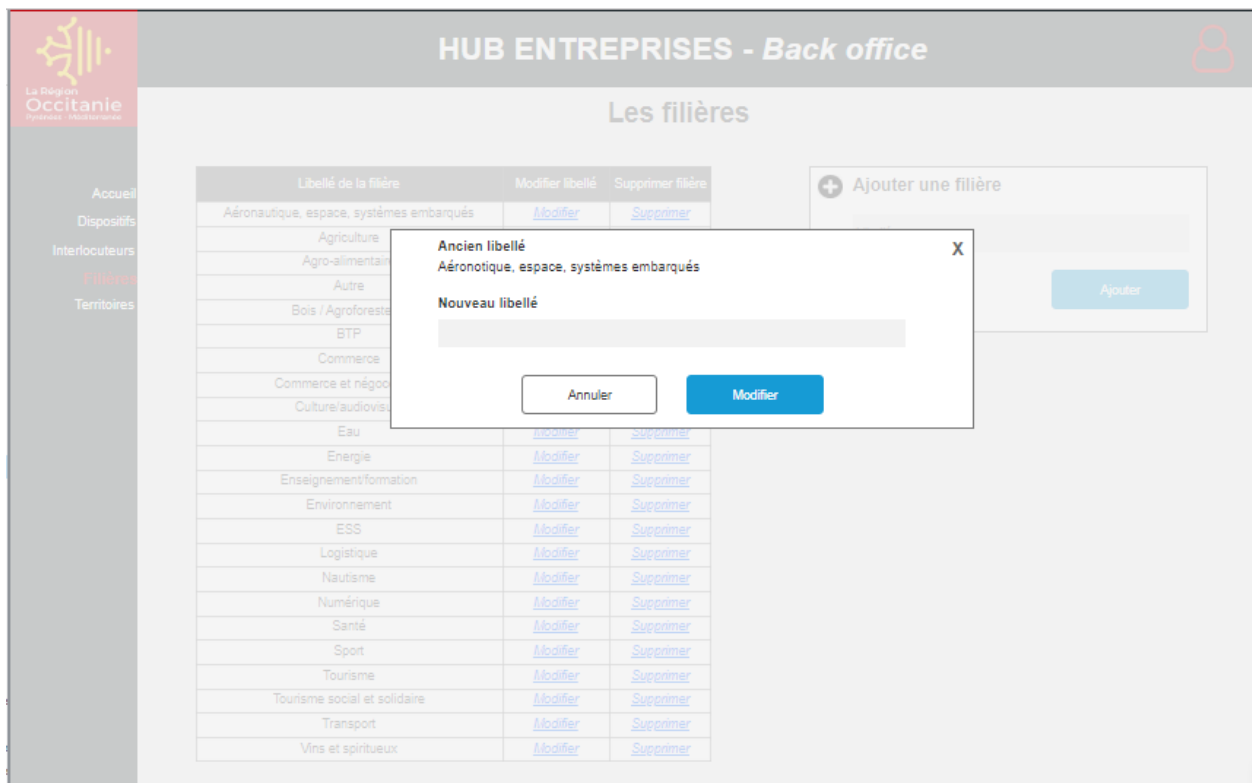 La Région
Occitanie
Pyrénées - Méditerranée
HUB ENTREPRISES - Back office
Les filières
Accueil
Dispositifs
Interlocuteurs
Filières
Territoires
Libellé de la filière Modifier libellé Supprimer filière
Aéronautique, espace, systèmes embarqués Modifier Supprimer
Agriculture
Agro-alimentair
Autre
Bois / Agroforeste
BTP
Commerce
Commerce et négoc
Culture/audiovisu
Eau Modifier Supprimer
Energie Modifier Supprimer
Enseignement/formation Modifier Supprimer
Environnement Modifier Supprimer
ESS Modifier Supprimer
Logistique Modifier Supprimer
Nautisme Modifier Supprimer
Numérique Modifier Supprimer
Santé Modifier Supprimer
Sport Modifier Supprimer
Tourisme Modifier Supprimer
Tourisme social et solidaire Modifier Supprimer
Transport Modifier Supprimer
Vins et spiritueux Modifier Supprimer
Ajouter une filière
Ajouter
Ancien libellé X
Aéronotique, espace, systèmes embarqués
Nouveau libellé
Annuler Modifier